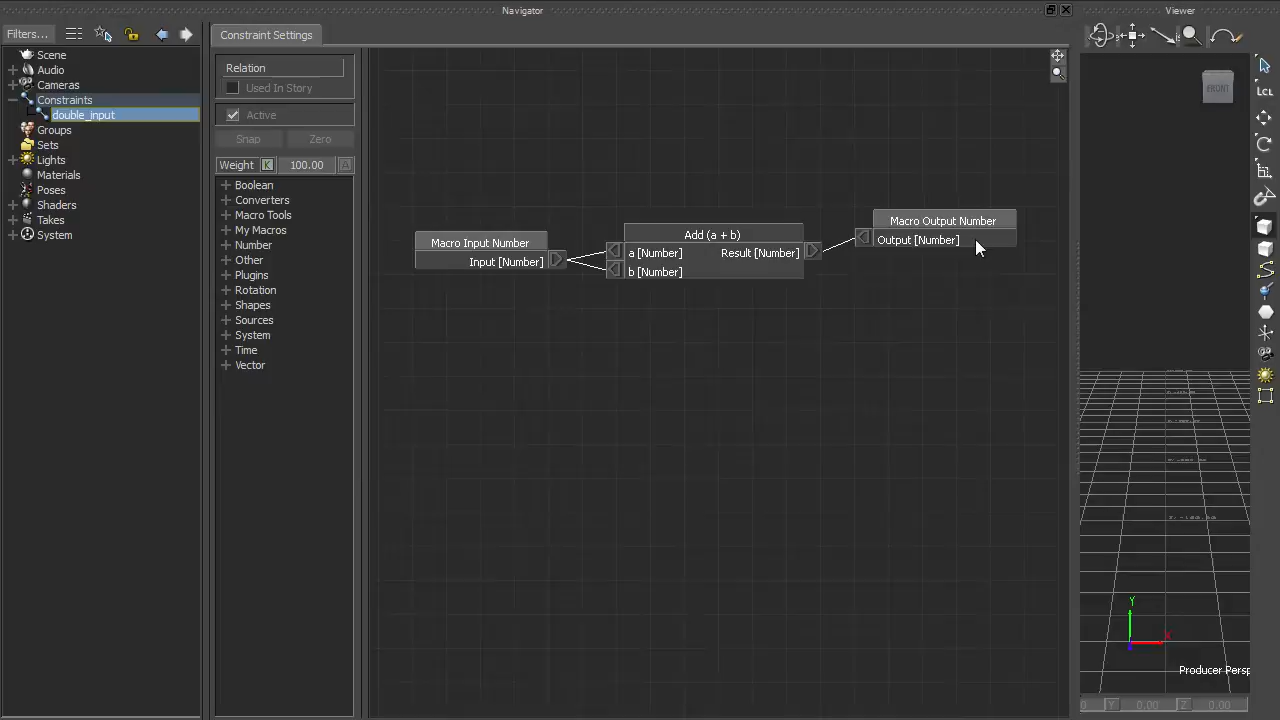 Navigator
Viewer
Filters...
Scene
Audio
Cameras
Constraints
double_input
Groups
Sets
Lights
Materials
Poses
Shaders
Takes
System
Constraint Settings
Relation
Used In Story
Active
Snap
Zero
Weight
K
100.00
A
Boolean
Converters
Macro Tools
My Macros
Number
Other
Plugins
Rotation
Shapes
Sources
System
Time
Vector
Macro Input Number
Input [Number]
Add (a + b)
a [Number]
Result [Number]
b [Number]
Macro Output Number
Output [Number]
FRONT
LCL
Y
X
Producer Persp
0 Y 0.00 Z 0.00